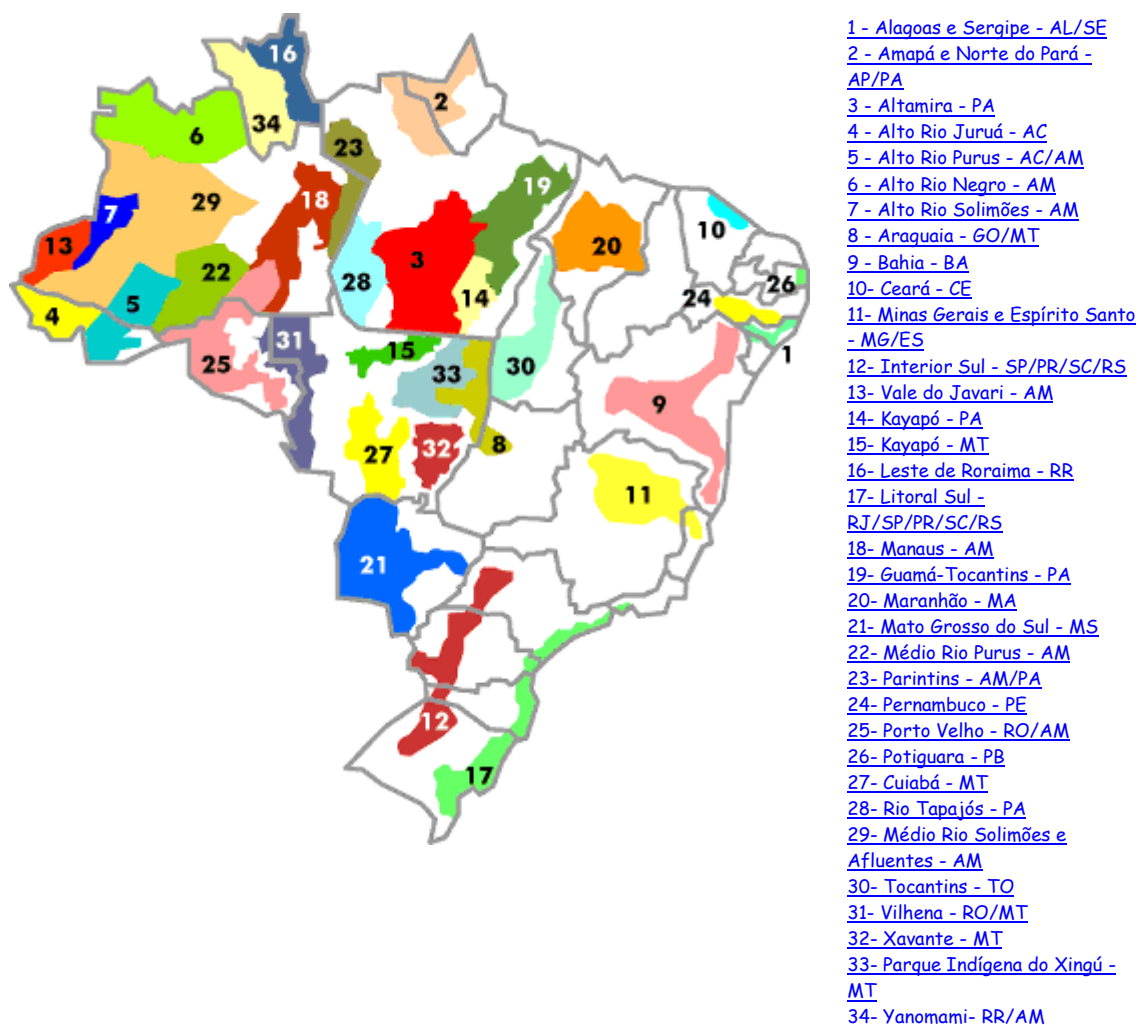 16
2
34
6
23
19
18
29
7
10
13
20
3
26
22
28
14
24
5
4
31
15
1
30
25
33
9
8
32
27
11
21
12
17
1 - Alagoas e Sergipe - AL/SE
2 - Amapá e Norte do Pará -
AP/PA
3 - Altamira - PA
4 - Alto Rio Juruá - AC
5 - Alto Rio Purus - AC/AM
6 - Alto Rio Negro - AM
7 - Alto Rio Solimões - AM
8 - Araguaia - GO/MT
9 - Bahia - BA
10- Ceará - CE
11- Minas Gerais e Espírito Santo
- MG/ES
12- Interior Sul - SP/PR/SC/RS
13- Vale do Javari - AM
14- Kayapó - PA
15- Kayapó - MT
16- Leste de Roraima - RR
17- Litoral Sul -
RJ/SP/PR/SC/RS
18- Manaus - AM
19- Guamá-Tocantins - PA
20- Maranhão - MA
21- Mato Grosso do Sul - MS
22- Médio Rio Purus - AM
23- Parintins - AM/PA
24- Pernambuco - PE
25- Porto Velho - RO/AM
26- Potiguara - PB
27- Cuiabá - MT
28- Rio Tapajós - PA
29- Médio Rio Solimões e
Afluentes - AM
30- Tocantins - TO
31- Vilhena - RO/MT
32- Xavante - MT
33- Parque Indígena do Xingú -
MT
34- Yanomami- RR/AM